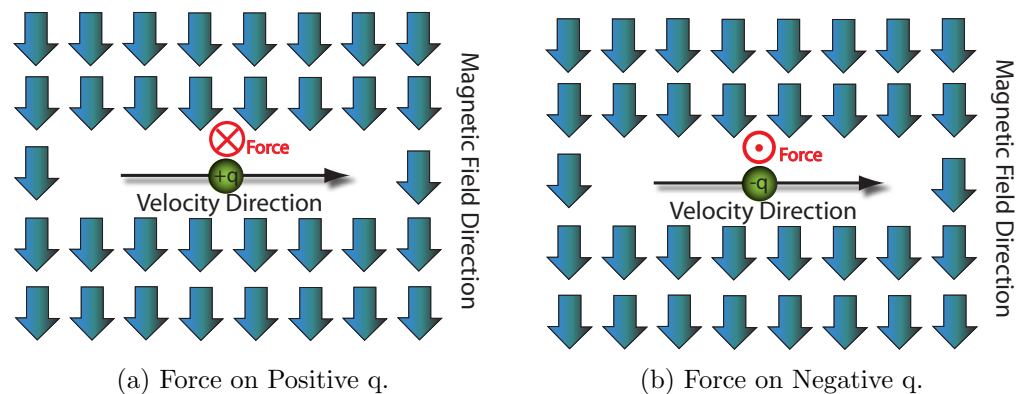 Magnetic Field Direction
Force
+q
Velocity Direction
(a) Force on Positive q.
Magnetic Field Direction
Force
-q
Velocity Direction
(b) Force on Negative q.